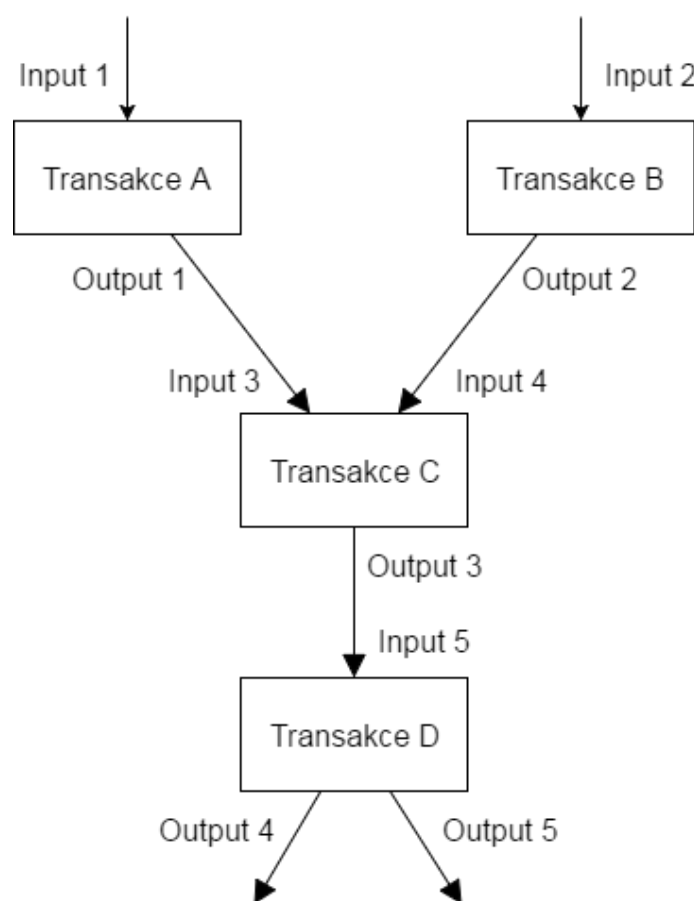 Input 1
Input 2
Transakce A
Transakce B
Output 1
Output 2
Input 3
Input 4
Transakce C
Output 3
Input 5
Transakce D
Output 4
Output 5